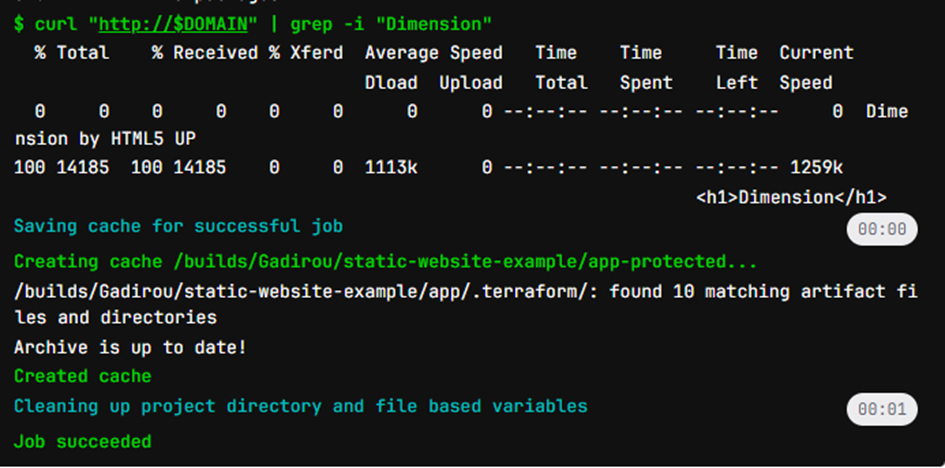 $ curl "http://$DOMAIN" | grep -i "Dimension"
% Total % Received % Xferd Average Speed Time Time Time Current
Dload Upload Total Spent Left Speed
0 0 0 0 0 0 0 0 --:--:-- --:--:-- --:--:-- 0 Dime
nsion by HTML5 UP
100 14185 100 14185 0 0 1113k 0 --:--:-- --:--:-- --:--:-- 1259k
<h1>Dimension</h1>
Saving cache for successful job 00:00
Creating cache /builds/Gadirou/static-website-example/app-protected...
/builds/Gadirou/static-website-example/app/.terraform/: found 10 matching artifact fi
les and directories
Archive is up to date!
Created cache
Cleaning up project directory and file based variables 00:01
Job succeeded